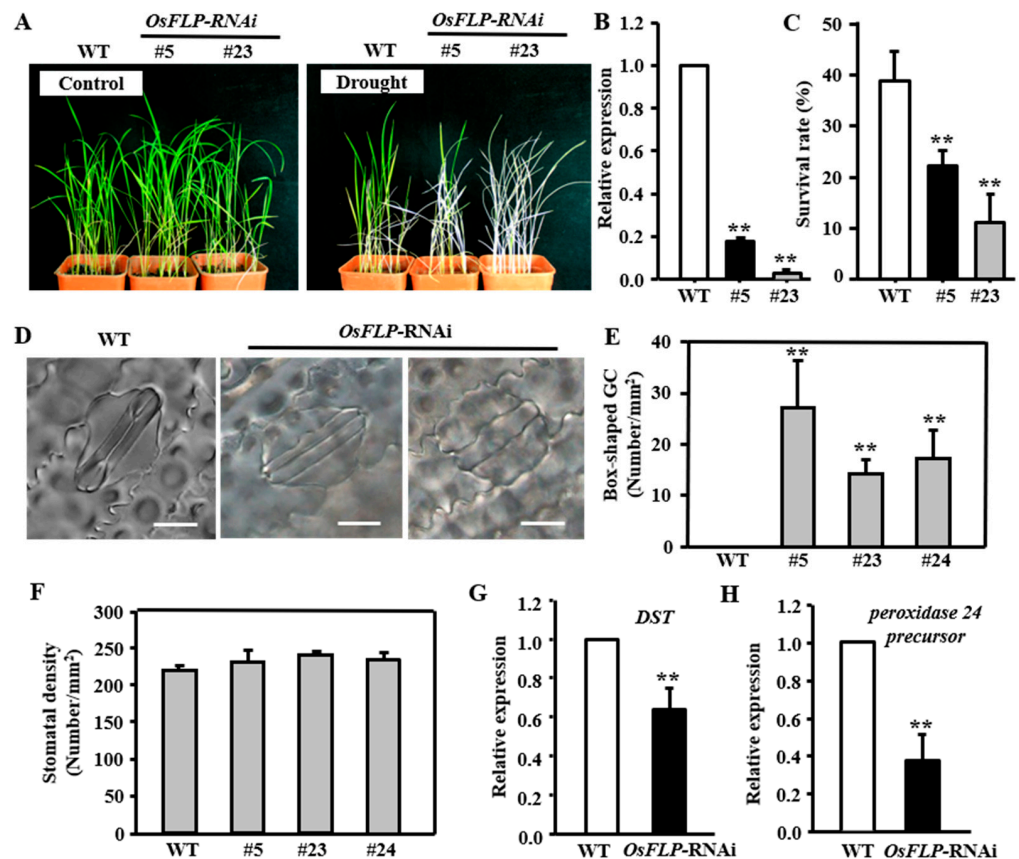 A
OsFLP-RNAi
WT #5 #23
Control
OsFLP-RNAi
WT #5 #23
Drought
B
Relative expression
1.2
1.0
0.8
0.6
0.4
0.2
0.0
**
**
WT #5 #23
C
Survival rate (%)
50
40
30
20
10
0
**
**
WT #5 #23
D
WT
OsFLP-RNAi
E
Box-shaped GC
(Number/mm²)
40
30
20
10
0
**
**
**
WT #5 #23 #24
F
Stomatal density
(Number/mm²)
300
250
200
150
100
50
0
WT #5 #23 #24
G
DST
Relative expression
1.2
1.0
0.8
0.6
0.4
0.2
0.0
**
WT OsFLP-RNAi
H
peroxidase 24
precursor
Relative expression
1.2
1.0
0.8
0.6
0.4
0.2
0.0
**
WT OsFLP-RNAi